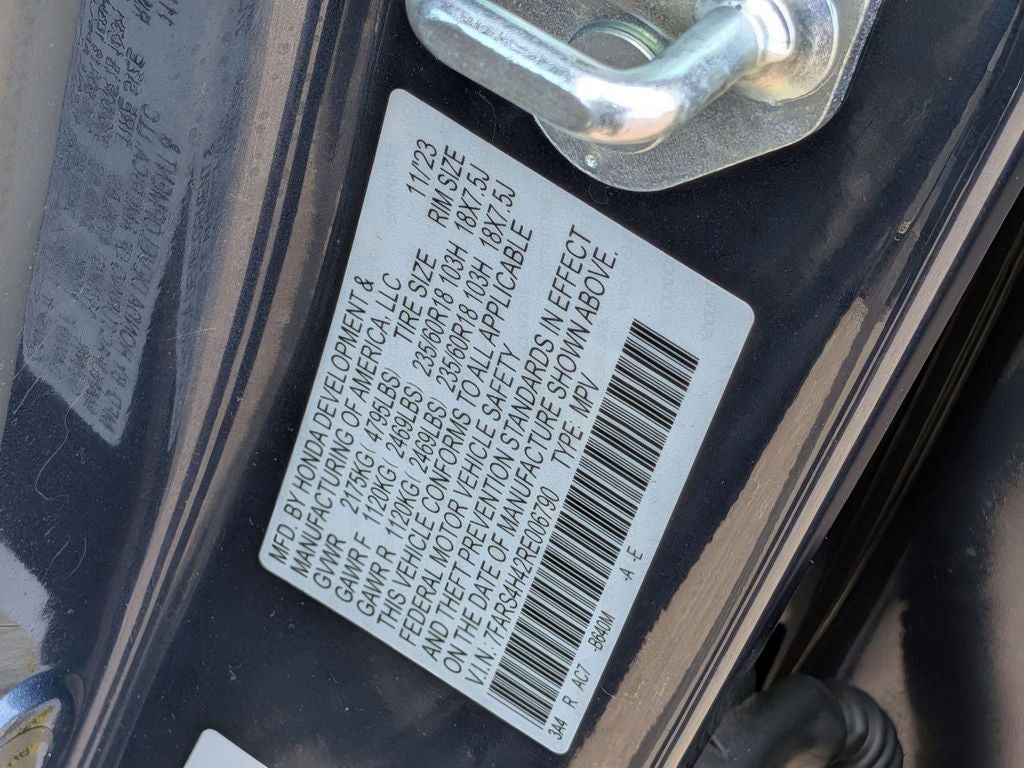 MFD BY HONDA DEVELOPMENT & 11/'23
MANUFACTURING OF AMERICA, LLC
GVWR 2175KG( 4795LBS) TIRE SIZE RIM SIZE
GAWR F 1120KG( 2469LBS) 235/60R18 103H 18X7.5J
GAWR R 1120KG( 2469LBS) 235/60R18 103H 18X7.5J
THIS VEHICLE CONFORMS TO ALL APPLICABLE
FEDERAL MOTOR VEHICLE SAFETY
AND THEFT PREVENTION STANDARDS IN EFFECT
ON THE DATE OF MANUFACTURE SHOWN ABOVE.
V.I.N: 7FARS4H42RE006790 TYPE: MPV
3A4 R AC7 -B640M -A -E